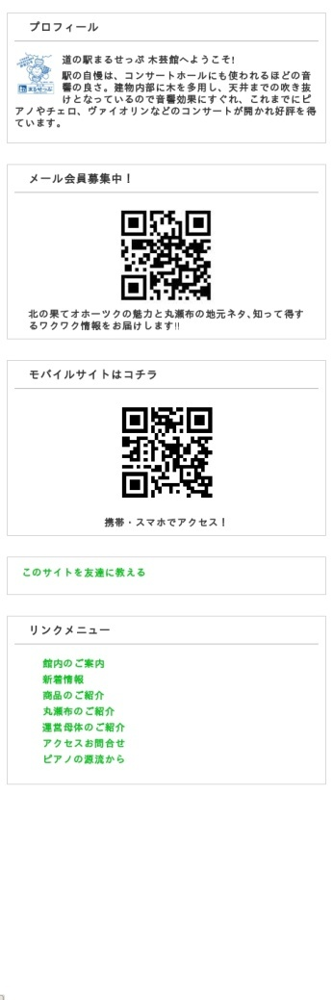 プロフィール
道の駅まるせっぷ 木芸館へようこそ!
駅の自慢は、コンサートホールにも使われるほどの音
響の良さ。建物内部に木を多用し、天井までの吹き抜
けとなっているので音響効果にすぐれ、これまでにピ
アノやチェロ、ヴァイオリンなどのコンサートが開かれ好評を得
ています。
メール会員募集中！
北の果てオホーツクの魅力と丸瀬布の地元ネタ、知って得す
るワクワク情報をお届けします!!
モバイルサイトはコチラ
携帯・スマホでアクセス！
このサイトを友達に教える
リンクメニュー
館内のご案内
新着情報
商品のご紹介
丸瀬布のご紹介
運営母体のご紹介
アクセスお問合せ
ピアノの源流から